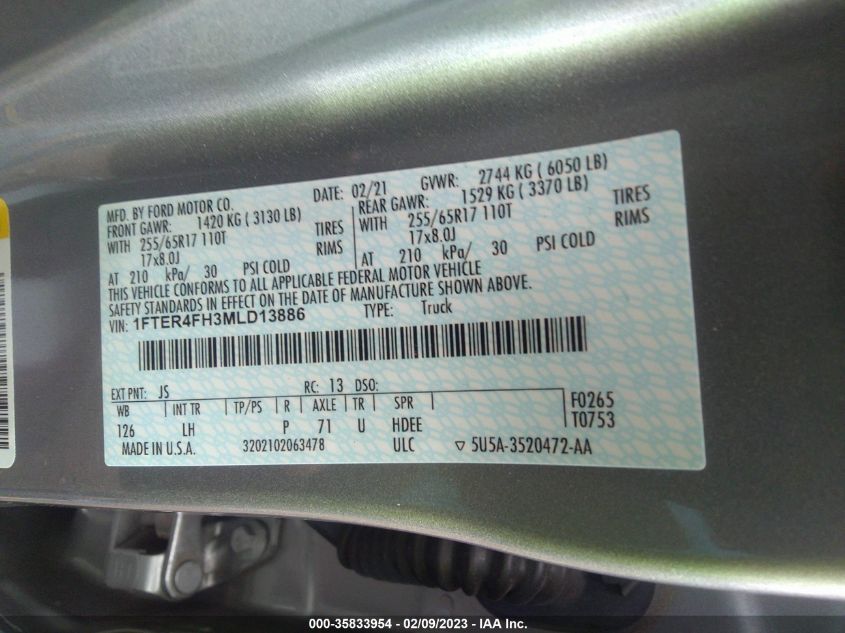 MFD. BY FORD MOTOR CO. DATE: 02/21 GVWR: 2744 KG ( 6050 LB)
FRONT GAWR: 1420 KG ( 3130 LB) REAR GAWR: 1529 KG ( 3370 LB)
WITH 255/65R17 110T TIRES WITH 255/65R17 110T TIRES
17x8.0J RIMS 17x8.0J RIMS
AT 210 kPa/ 30 PSI COLD AT 210 kPa/ 30 PSI COLD
THIS VEHICLE CONFORMS TO ALL APPLICABLE FEDERAL MOTOR VEHICLE
SAFETY STANDARDS IN EFFECT ON THE DATE OF MANUFACTURE SHOWN ABOVE.
VIN: 1FTER4FH3MLD13886 TYPE: Truck
EXT PNT: JS RC: 13 DSO:
WB INT TR TP/PS R AXLE TR SPR F0265
126 LH P 71 U HDEE T0753
MADE IN U.S.A. 3202102063478 ULC ▽ 5U5A-3520472-AA
000-35833954 - 02/09/2023 - IAA Inc.